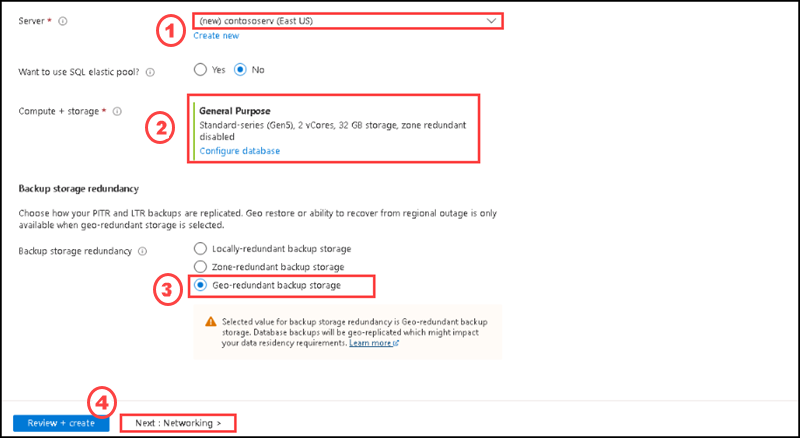 Server *
1
(new) contososerv (East US)
Create new
Want to use SQL elastic pool?
Yes
No
Compute + storage *
2
General Purpose
Standard-series (Gen5), 2 vCores, 32 GB storage, zone redundant
disabled
Configure database
Backup storage redundancy
Choose how your PITR and LTR backups are replicated. Geo restore or ability to recover from regional outage is only
available when geo-redundant storage is selected.
Backup storage redundancy
Locally-redundant backup storage
Zone-redundant backup storage
3
Geo-redundant backup storage
Selected value for backup storage redundancy is Geo-redundant backup
storage. Database backups will be geo-replicated which might impact
your data residency requirements. Learn more
4
Review + create
Next : Networking >